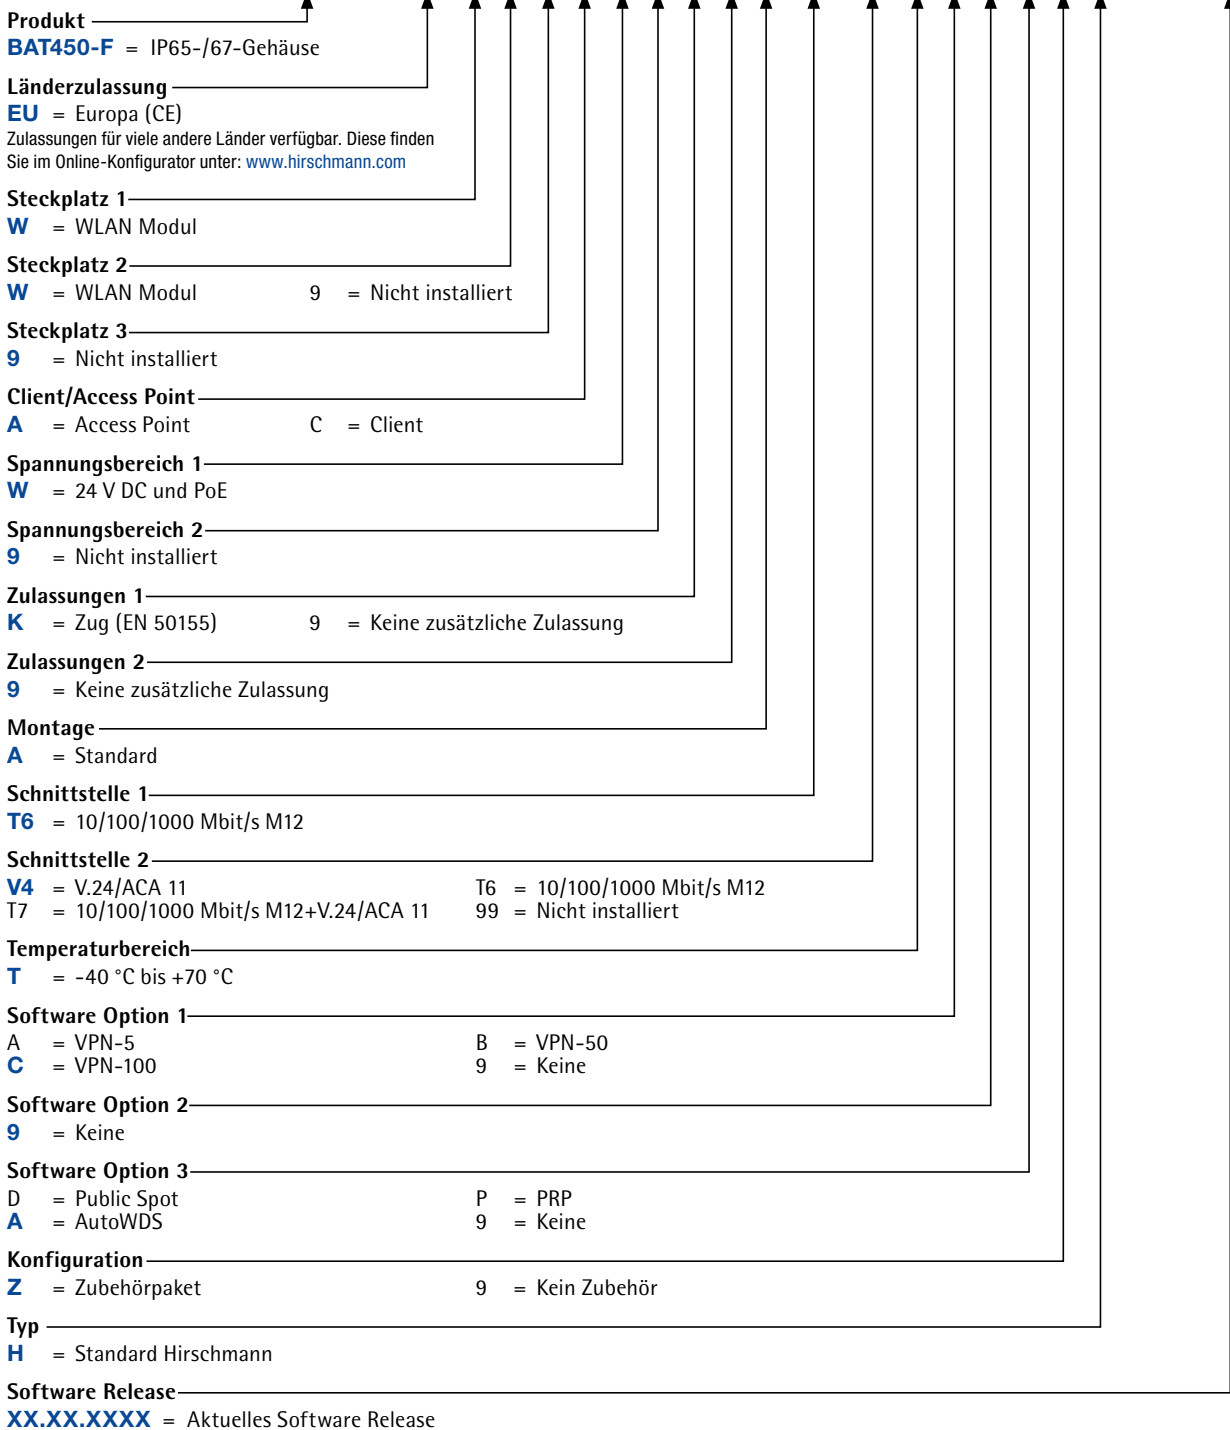 Produkt
BAT450-F = IP65-/67-Gehäuse
Länderzulassung
EU = Europa (CE)
Zulassungen für viele andere Länder verfügbar. Diese finden
Sie im Online-Konfigurator unter: www.hirschmann.com
Steckplatz 1
W = WLAN Modul
Steckplatz 2
W = WLAN Modul 9 = Nicht installiert
Steckplatz 3
9 = Nicht installiert
Client/Access Point
A = Access Point C = Client
Spannungsbereich 1
W = 24 V DC und PoE
Spannungsbereich 2
9 = Nicht installiert
Zulassungen 1
K = Zug (EN 50155) 9 = Keine zusätzliche Zulassung
Zulassungen 2
9 = Keine zusätzliche Zulassung
Montage
A = Standard
Schnittstelle 1
T6 = 10/100/1000 Mbit/s M12
Schnittstelle 2
V4 = V.24/ACA 11 T6 = 10/100/1000 Mbit/s M12
T7 = 10/100/1000 Mbit/s M12+V.24/ACA 11 99 = Nicht installiert
Temperaturbereich
T = -40 °C bis +70 °C
Software Option 1
A = VPN-5 B = VPN-50
C = VPN-100 9 = Keine
Software Option 2
9 = Keine
Software Option 3
D = Public Spot P = PRP
A = AutoWDS 9 = Keine
Konfiguration
Z = Zubehörpaket 9 = Kein Zubehör
Typ
H = Standard Hirschmann
Software Release
XX.XX.XXXX = Aktuelles Software Release